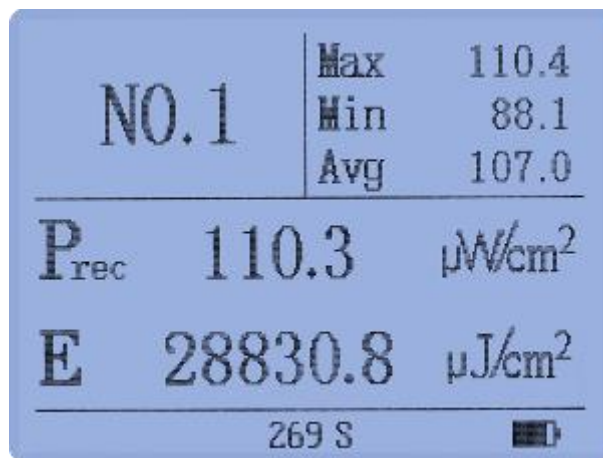 NO.1
Max 110.4
Min 88.1
Avg 107.0
Prec 110.3 μW/cm²
E 28830.8 μJ/cm²
269 S